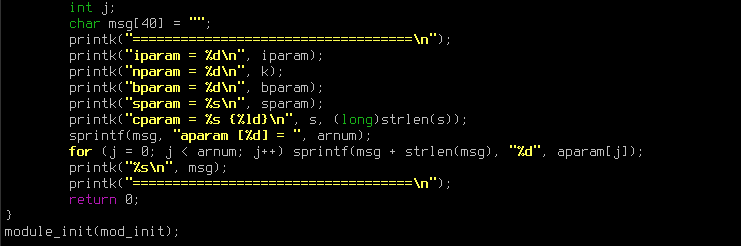 int j;
char msg[40] = "";
printk("===================================\n");
printk("iparam = %d\n", iparam);
printk("nparam = %d\n", k);
printk("bparam = %d\n", bparam);
printk("sparam = %s\n", sparam);
printk("cparam = %s {%ld}\n", s, (long)strlen(s));
sprintf(msg, "aparam [%d] = ", arnum);
for (j = 0; j < arnum; j++) sprintf(msg + strlen(msg), "%d", aparam[j]);
printk("%s\n", msg);
printk("===================================\n");
return 0;
}
module_init(mod_init);